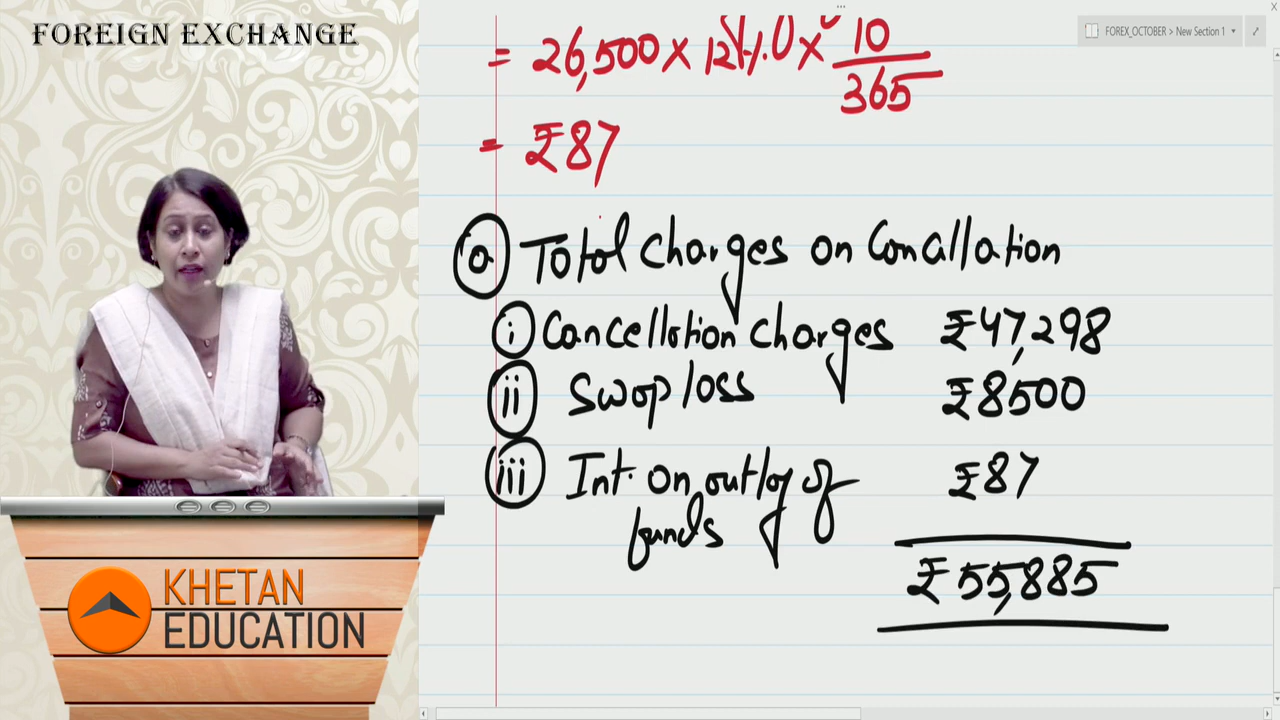 FOREIGN EXCHANGE
FOREX_OCTOBER > New Section 1
= 26,500 × 12% × 10/365
= ₹87
(a) Total charges on Concallation
(i) Cancellation charges ₹47,298
(ii) Swap loss ₹8500
(iii) Int. on outlay of ₹87
funds
₹55,885
KHETAN
EDUCATION